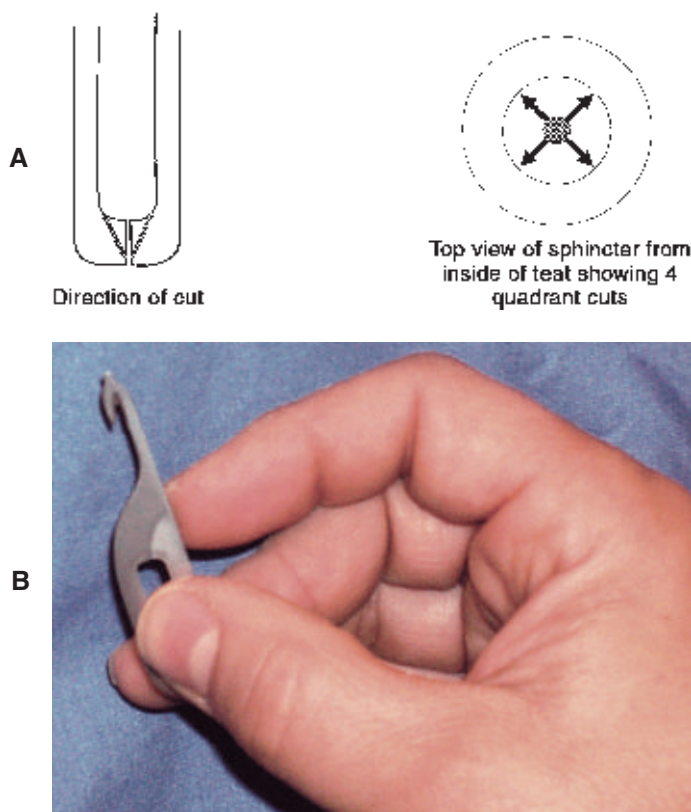 A
Direction of cut
Top view of sphincter from
inside of teat showing 4
quadrant cuts
B